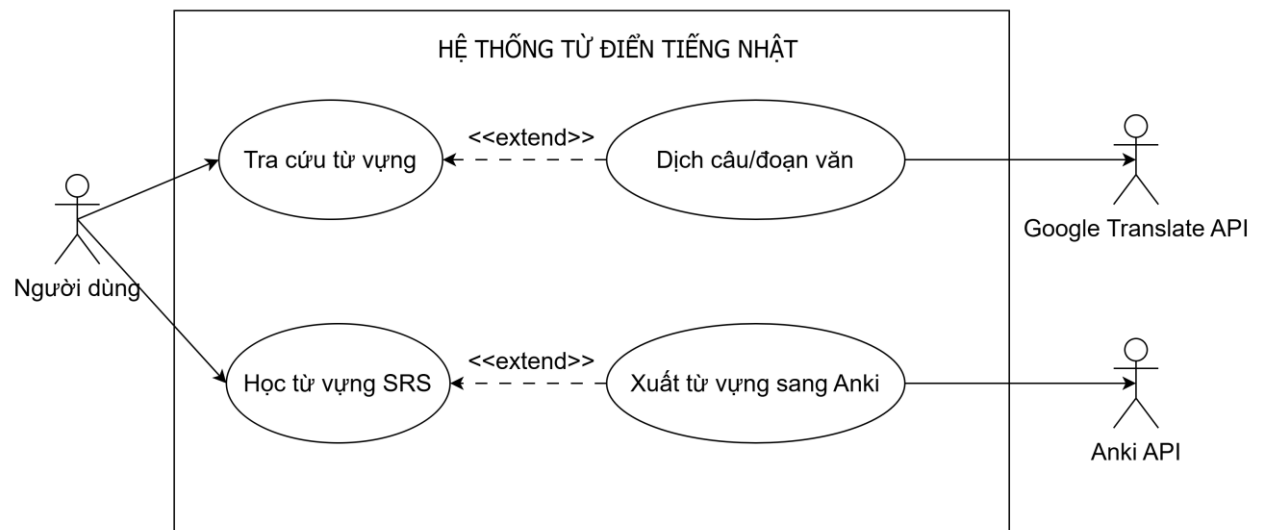 HỆ THỐNG TỪ ĐIỂN TIẾNG NHẬT
Tra cứu từ vựng
<<extend>>
Dịch câu/đoạn văn
Google Translate API
Người dùng
Học từ vựng SRS
<<extend>>
Xuất từ vựng sang Anki
Anki API